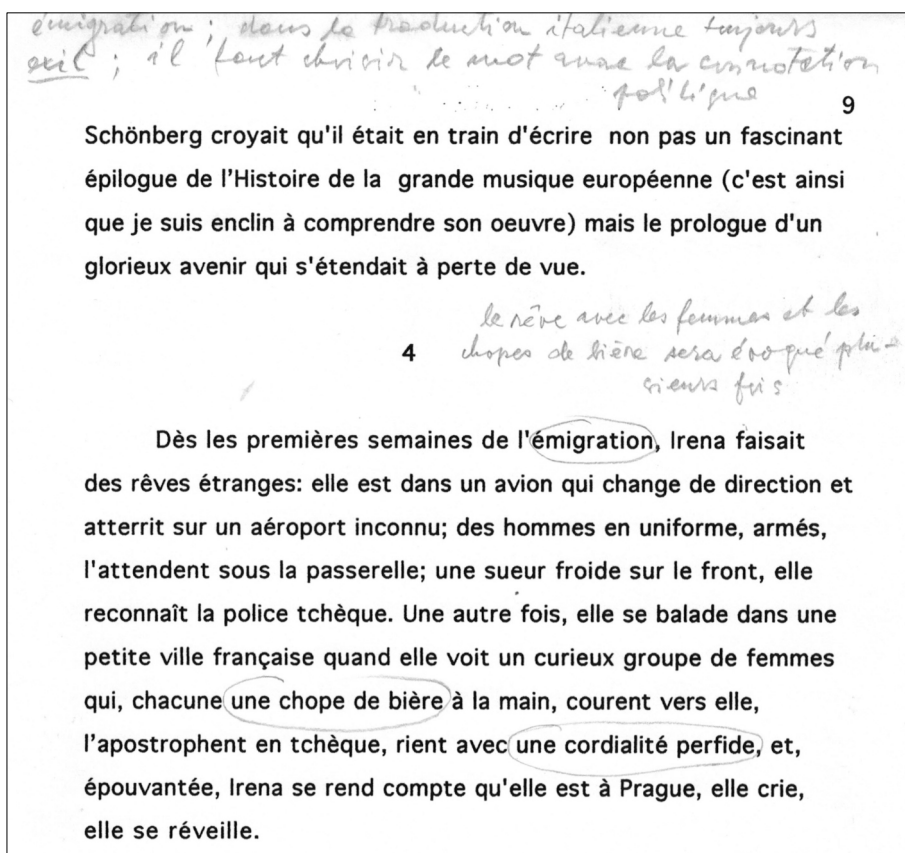 émigration ; dans la traduction italienne toujours
exil ; il faut choisir le mot avec la connotation
politique
9
Schönberg croyait qu'il était en train d'écrire non pas un fascinant
épilogue de l'Histoire de la grande musique européenne (c'est ainsi
que je suis enclin à comprendre son oeuvre) mais le prologue d'un
glorieux avenir qui s'étendait à perte de vue.
le rêve avec les femmes et les
4 chopes de bière sera évoqué plu-
sieurs fois
Dès les premières semaines de l'émigration, Irena faisait
des rêves étranges: elle est dans un avion qui change de direction et
atterrit sur un aéroport inconnu; des hommes en uniforme, armés,
l'attendent sous la passerelle; une sueur froide sur le front, elle
reconnaît la police tchèque. Une autre fois, elle se balade dans une
petite ville française quand elle voit un curieux groupe de femmes
qui, chacune une chope de bière à la main, courent vers elle,
l'apostrophent en tchèque, rient avec une cordialité perfide, et,
épouvantée, Irena se rend compte qu'elle est à Prague, elle crie,
elle se réveille.